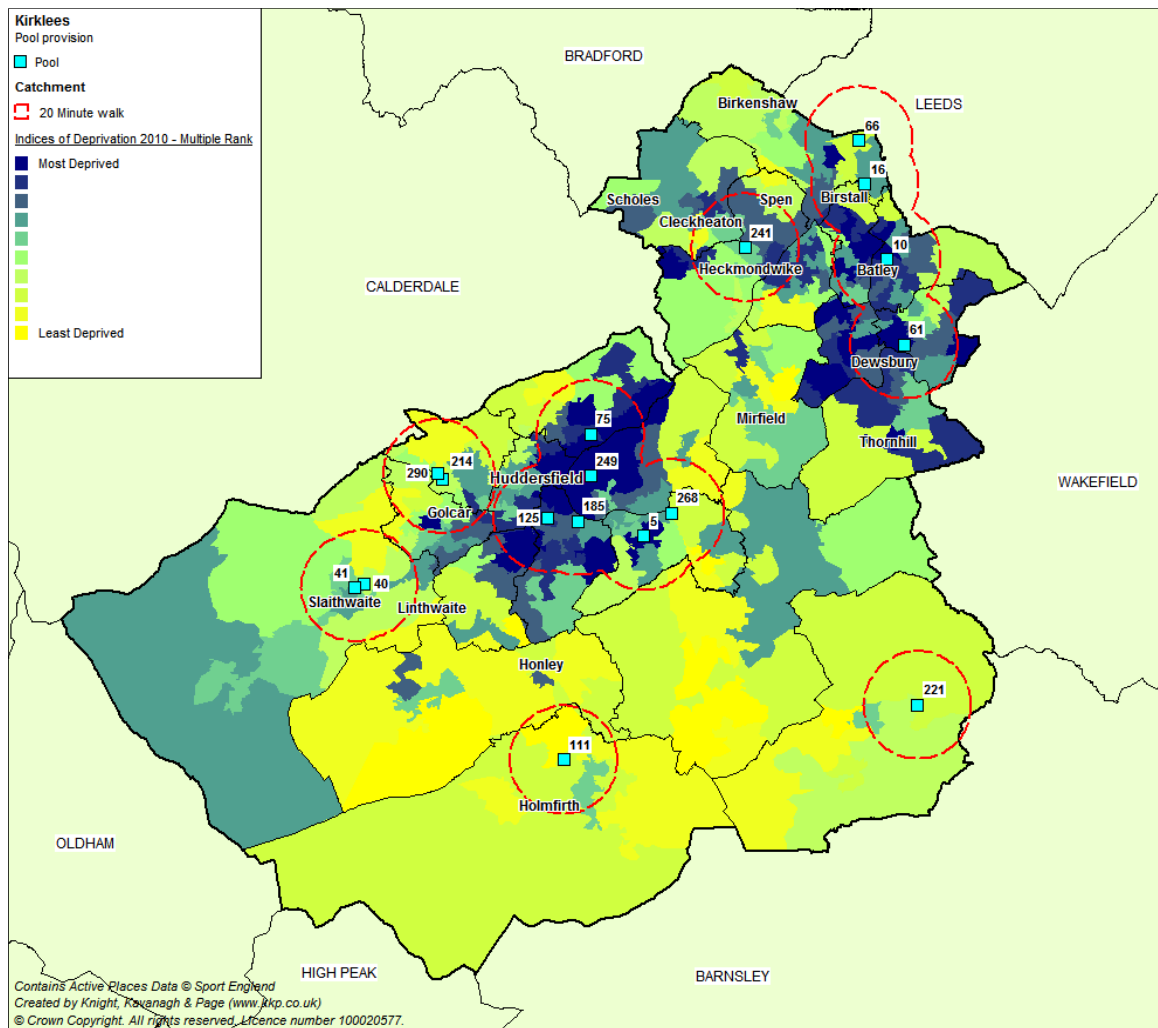 Kirklees
Pool provision
Pool
Catchment
20 Minute walk
Indices of Deprivation 2010 - Multiple Rank
Most Deprived
Least Deprived
BRADFORD
LEEDS
Birkenshaw
66
16
Scholes
Spen
Birstall
Cleckheaton
241
10
Heckmondwike
Batley
CALDERDALE
61
Dewsbury
75
Mirfield
Thornhill
214
290
249
Huddersfield
WAKEFIELD
Golcar
125
185
5
268
41
40
Slaithwaite
Linthwaite
Honley
221
111
Holmfirth
OLDHAM
HIGH PEAK
BARNSLEY
Contains Active Places Data © Sport England
Created by Knight, Kavanagh & Page (www.kkp.co.uk)
© Crown Copyright. All rights reserved. Licence number 100020577.